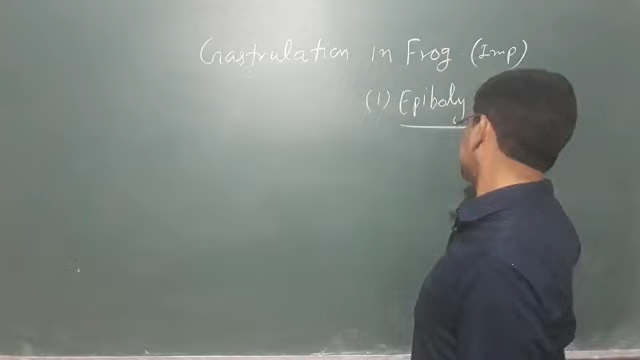 Gastrulation in Frog. (Imp)
(1) Epiboly